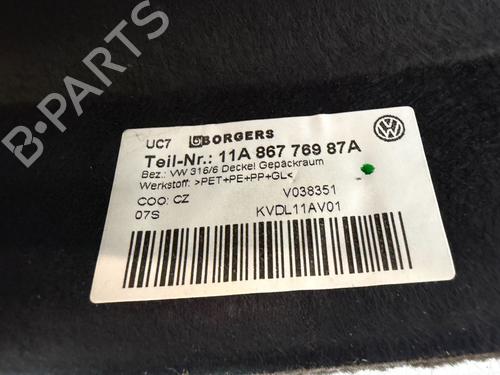 UC7 BORGERS
Teil-Nr.: 11A 867 769 87A
Bez.: VW 316/6 Deckel Gepäckraum
Werkstoff: >PET+PE+PP+GL<
COO: CZ V038351
07S KVDL11AV01
B-PARTS